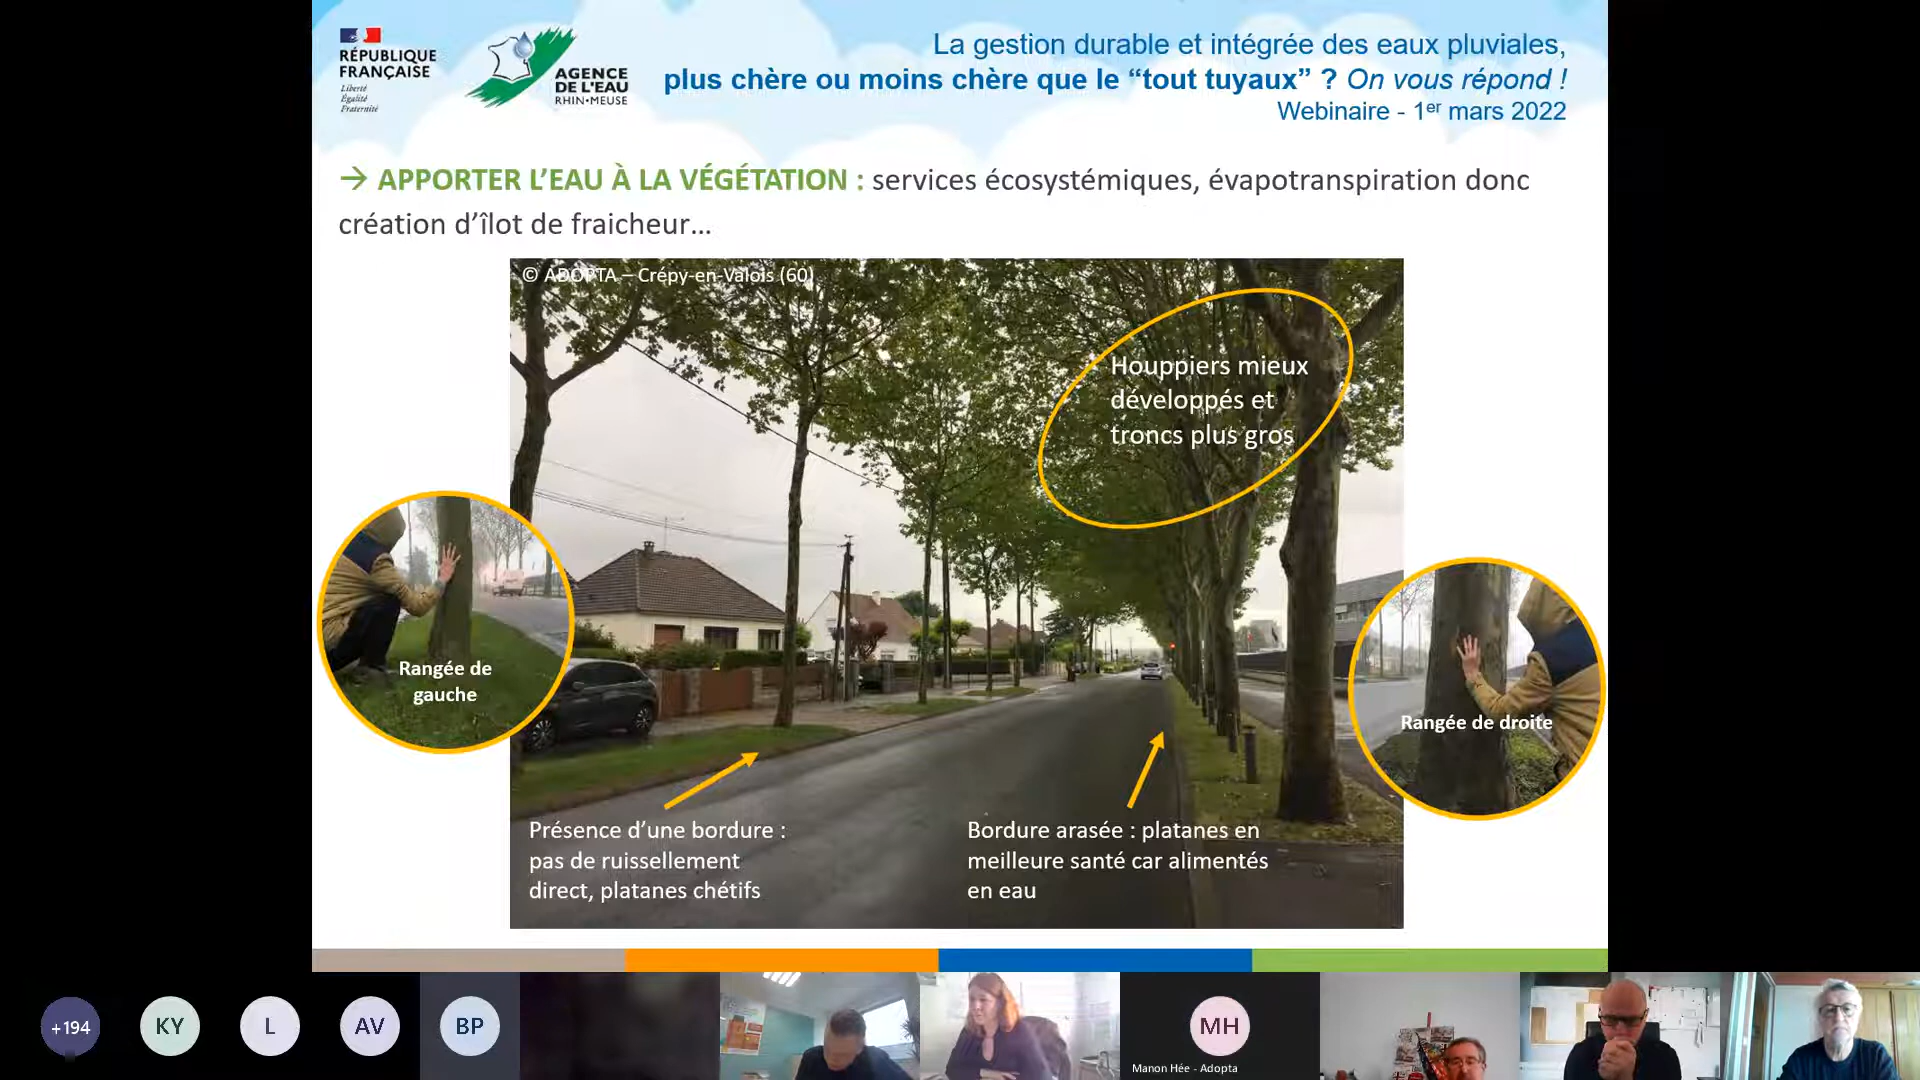 RÉPUBLIQUE
FRANÇAISE
Liberté
Égalité
Fraternité
AGENCE
DE L'EAU
RHIN•MEUSE
La gestion durable et intégrée des eaux pluviales,
plus chère ou moins chère que le “tout tuyaux” ? On vous répond !
Webinaire - 1er mars 2022
→ APPORTER L’EAU À LA VÉGÉTATION : services écosystémiques, évapotranspiration donc
création d’îlot de fraicheur…
© ADOPTA – Crépy-en-Valois (60)
Houppiers mieux
développés et
troncs plus gros
Rangée de
gauche
Rangée de droite
Présence d’une bordure :
pas de ruissellement
direct, platanes chétifs
Bordure arasée : platanes en
meilleure santé car alimentés
en eau
+194
KY
L
AV
BP
MH
Manon Hée - Adopta